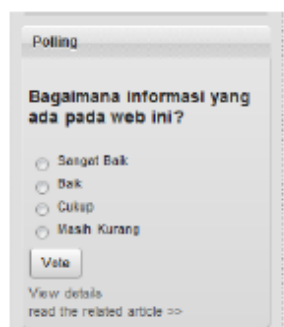 Polling
Bagaimana informasi yang
ada pada web ini?
Sangat Baik
Baik
Cukup
Masih Kurang
Vote
View details
read the related article >>